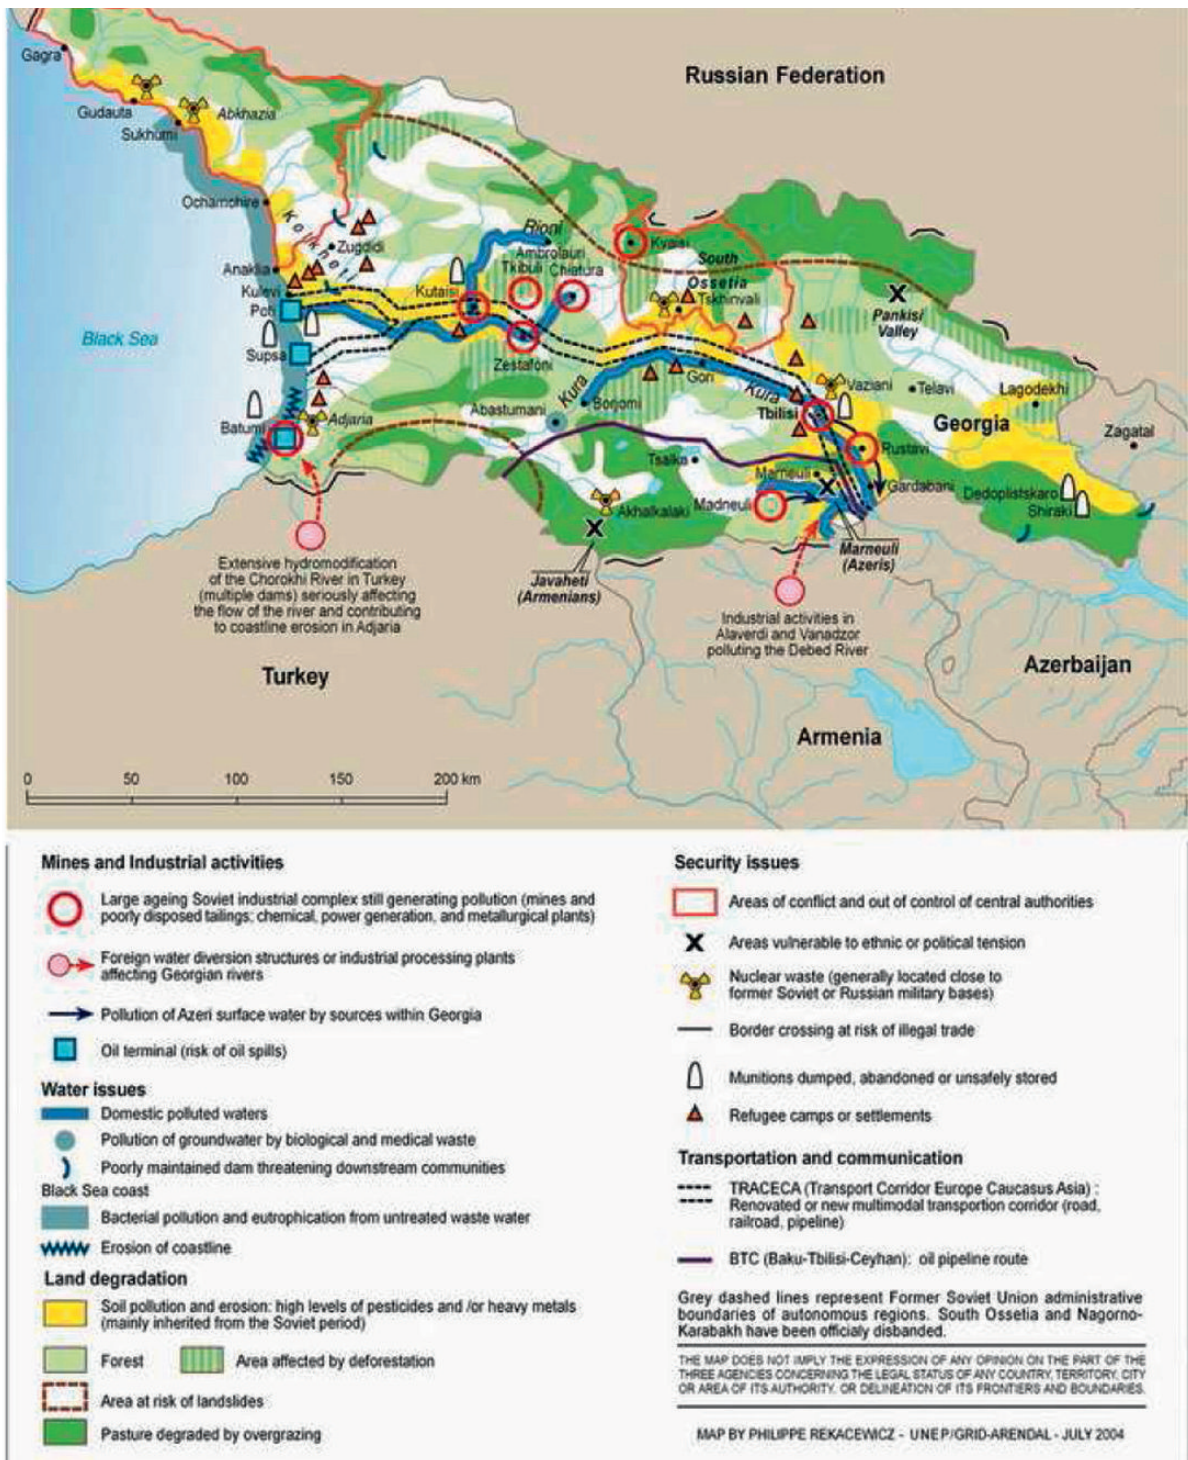 Russian Federation
Gagra
Gudauta
Abkhazia
Sukhumi
Ochamchire
Kolkheti
Zugdidi
Rioni
Ambrolauri
Tkibuli Chiatura
Kvaisi
South
Ossetia
Tskhinvali
Anaklia
Kulevi
Kutaisi
Poti
Pankisi
Valley
Black Sea
Supsa
Zestafoni
Gori
Kura
Kura
Vaziani
Telavi
Lagodekhi
Abastumani
Borjomi
Tbilisi
Georgia
Zagatal
Batumi
Adjaria
Tsalka
Rustavi
Marneuli
Gardabani
Dedoplistskaro
Shiraki
Akhalkalaki
Madneuli
Marneuli
(Azeris)
Javaheti
(Armenians)
Extensive hydromodification
of the Chorokhi River in Turkey
(multiple dams) seriously affecting
the flow of the river and contributing
to coastline erosion in Adjaria
Industrial activities in
Alaverdi and Vanadzor
polluting the Debed River
Turkey
Azerbaijan
Armenia
0 50 100 150 200 km
Mines and Industrial activities
Large ageing Soviet industrial complex still generating pollution (mines and
poorly disposed tailings: chemical, power generation, and metallurgical plants)
Foreign water diversion structures or industrial processing plants
affecting Georgian rivers
Pollution of Azeri surface water by sources within Georgia
Oil terminal (risk of oil spills)
Water issues
Domestic polluted waters
Pollution of groundwater by biological and medical waste
Poorly maintained dam threatening downstream communities
Black Sea coast
Bacterial pollution and eutrophication from untreated waste water
Erosion of coastline
Land degradation
Soil pollution and erosion: high levels of pesticides and /or heavy metals
(mainly inherited from the Soviet period)
Forest
Area affected by deforestation
Area at risk of landslides
Pasture degraded by overgrazing
Security issues
Areas of conflict and out of control of central authorities
Areas vulnerable to ethnic or political tension
Nuclear waste (generally located close to
former Soviet or Russian military bases)
Border crossing at risk of illegal trade
Munitions dumped, abandoned or unsafely stored
Refugee camps or settlements
Transportation and communication
TRACECA (Transport Corridor Europe Caucasus Asia) :
Renovated or new multimodal transportion corridor (road,
railroad, pipeline)
BTC (Baku-Tbilisi-Ceyhan): oil pipeline route
Grey dashed lines represent Former Soviet Union administrative
boundaries of autonomous regions. South Ossetia and Nagorno-
Karabakh have been officialy disbanded.
THE MAP DOES NOT IMPLY THE EXPRESSION OF ANY OPINION ON THE PART OF THE
THREE AGENCIES CONCERNING THE LEGAL STATUS OF ANY COUNTRY, TERRITORY, CITY
OR AREA OF ITS AUTHORITY, OR DELINEATION OF ITS FRONTIERS AND BOUNDARIES.
MAP BY PHILIPPE REKACEWICZ - UNEP/GRID-ARENDAL - JULY 2004